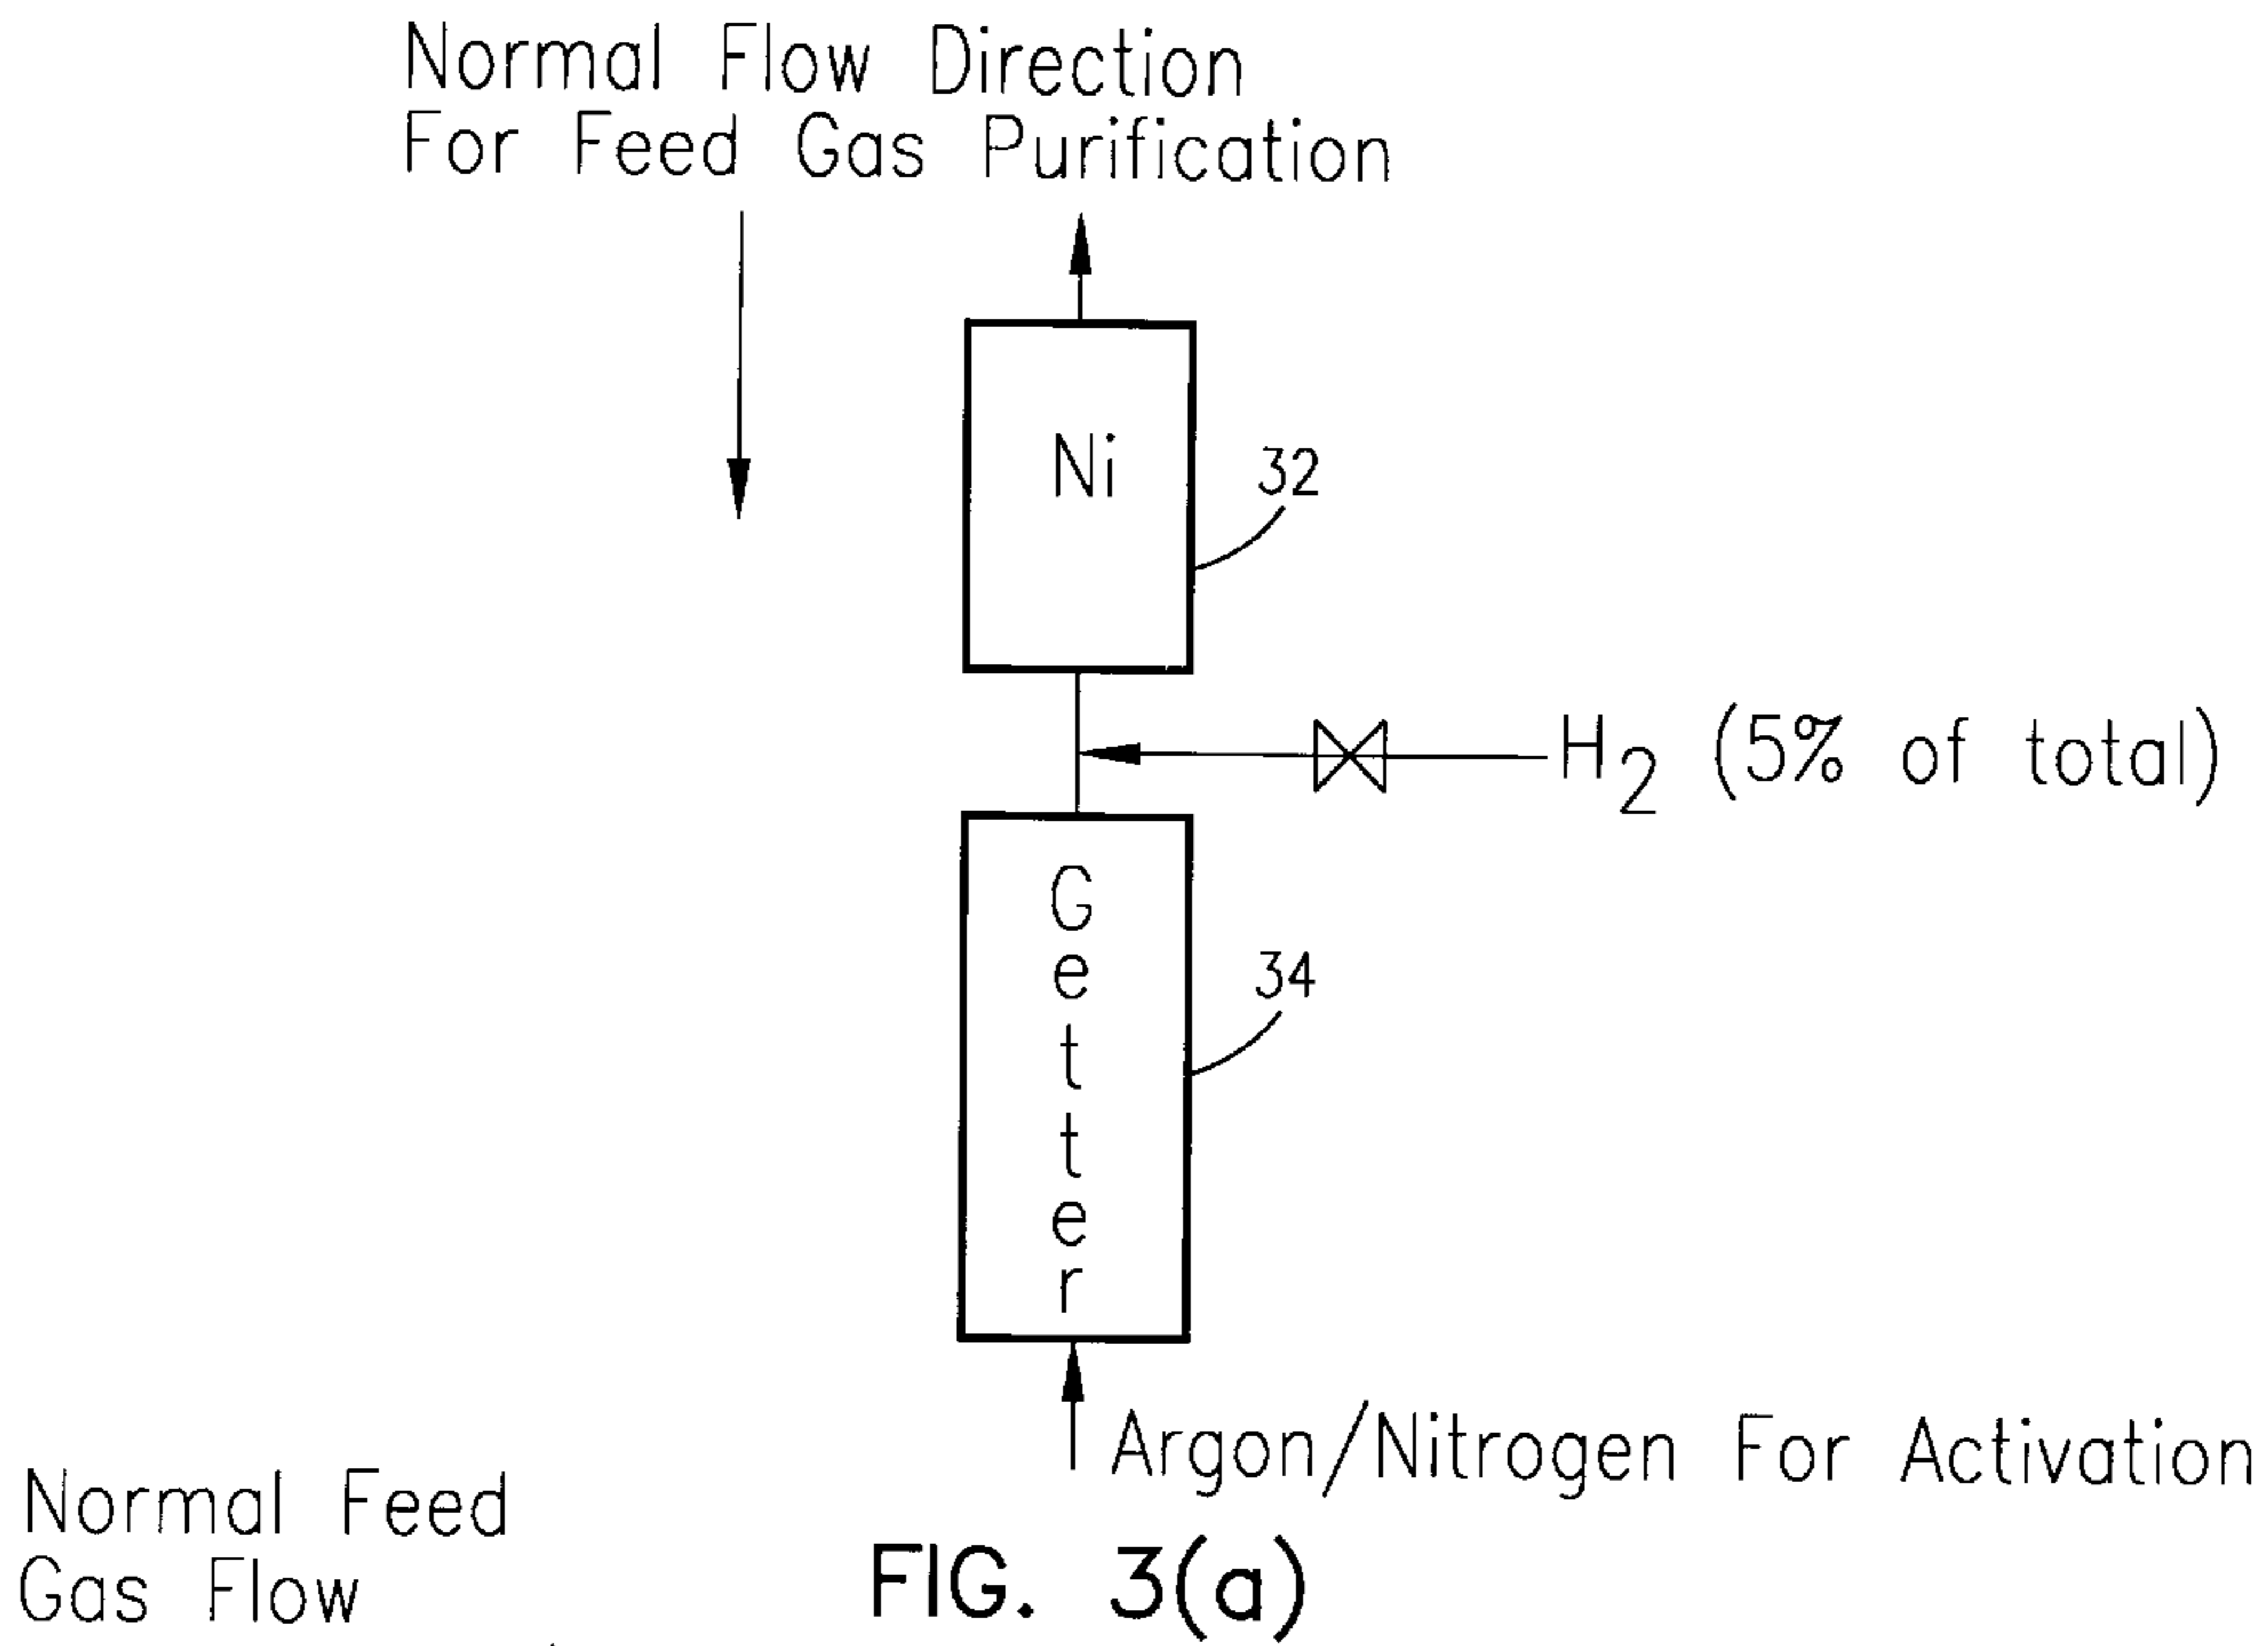 Normal Flow Direction
For Feed Gas Purification
Ni
32
H2 (5% of total)
Getter
34
Argon/Nitrogen For Activation
Normal Feed
Gas Flow
FIG. 3(a)